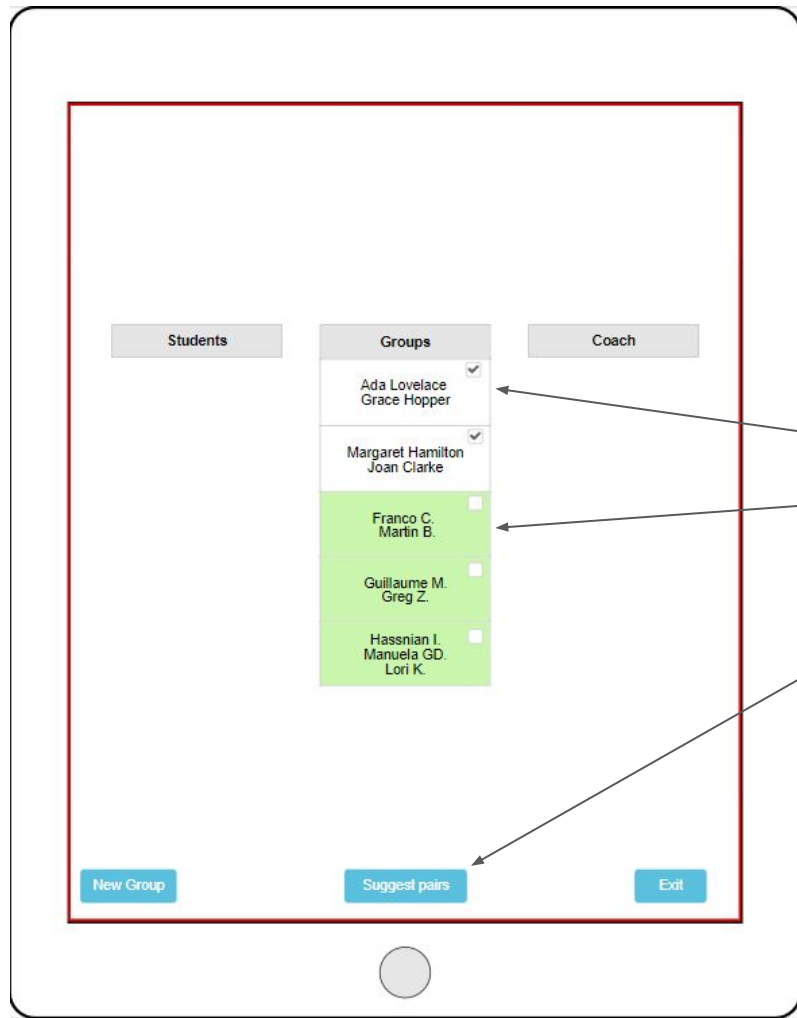 Students
Groups
Coach
Ada Lovelace
Grace Hopper
Margaret Hamilton
Joan Clarke
Franco C.
Martin B.
Guillaume M.
Greg Z.
Hassnian I.
Manuela GD.
Lori K.
New Group
Suggest pairs
Exit